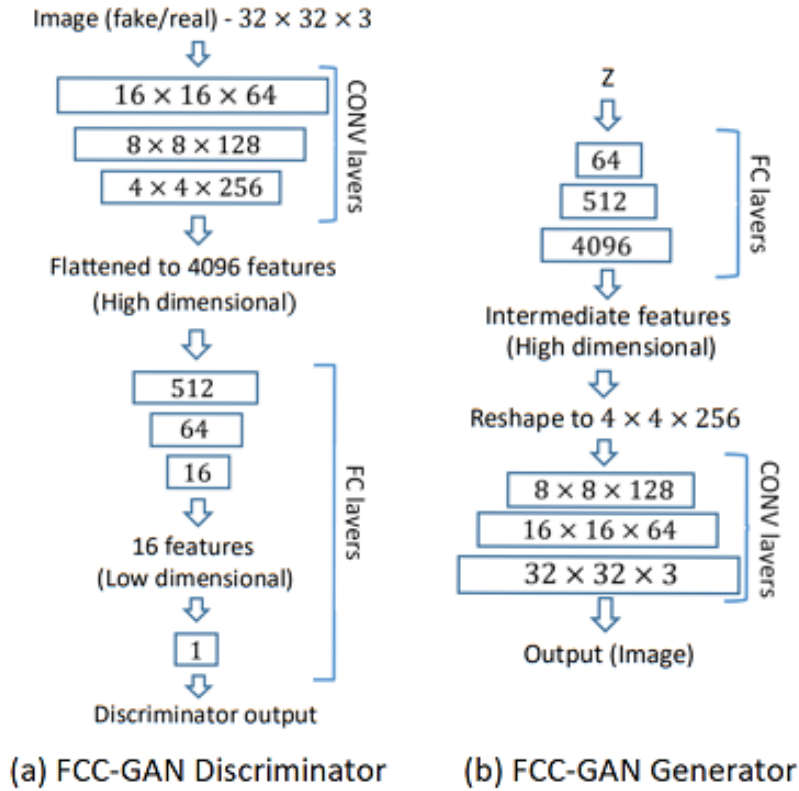 Image (fake/real) - 32 × 32 × 3
16 × 16 × 64
8 × 8 × 128
4 × 4 × 256
CONV layers
Flattened to 4096 features
(High dimensional)
512
64
16
FC layers
16 features
(Low dimensional)
1
Discriminator output
(a) FCC-GAN Discriminator
Z
64
512
4096
FC layers
Intermediate features
(High dimensional)
Reshape to 4 × 4 × 256
8 × 8 × 128
16 × 16 × 64
32 × 32 × 3
CONV layers
Output (Image)
(b) FCC-GAN Generator